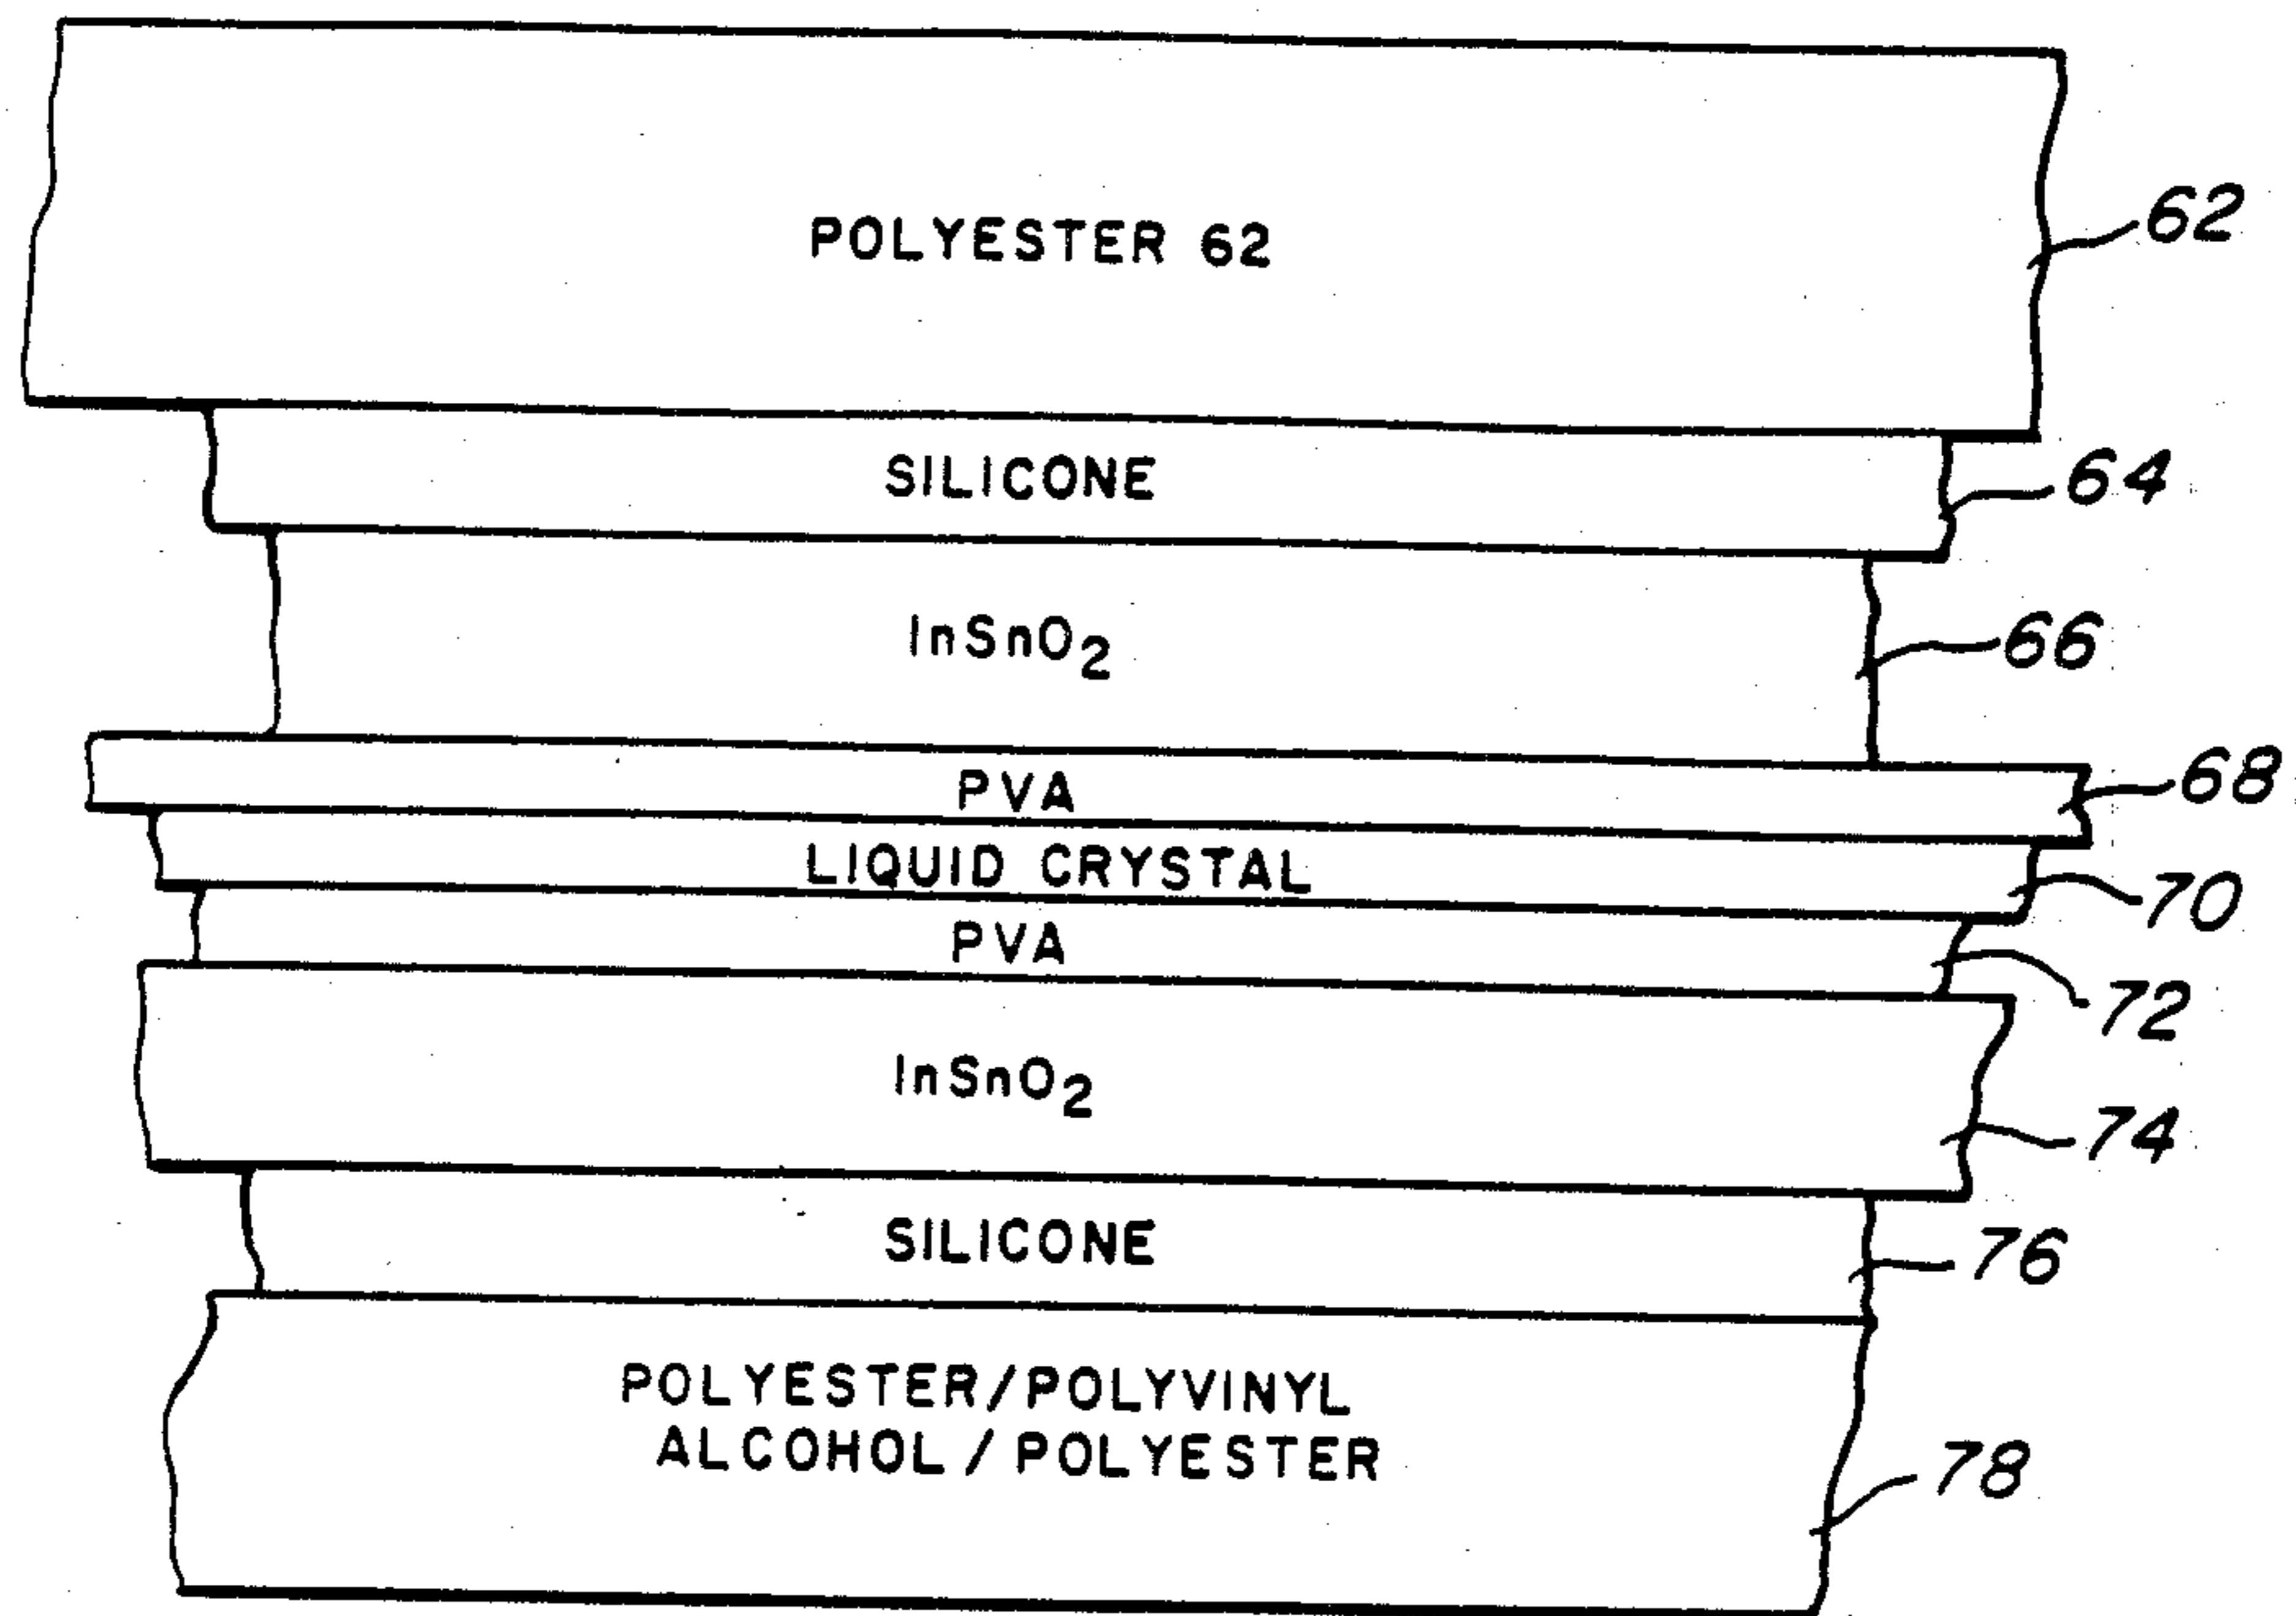 POLYESTER 62
62
SILICONE
64
InSnO2
66
PVA
68
LIQUID CRYSTAL
70
PVA
72
InSnO2
74
SILICONE
76
POLYESTER/POLYVINYL
ALCOHOL/POLYESTER
78